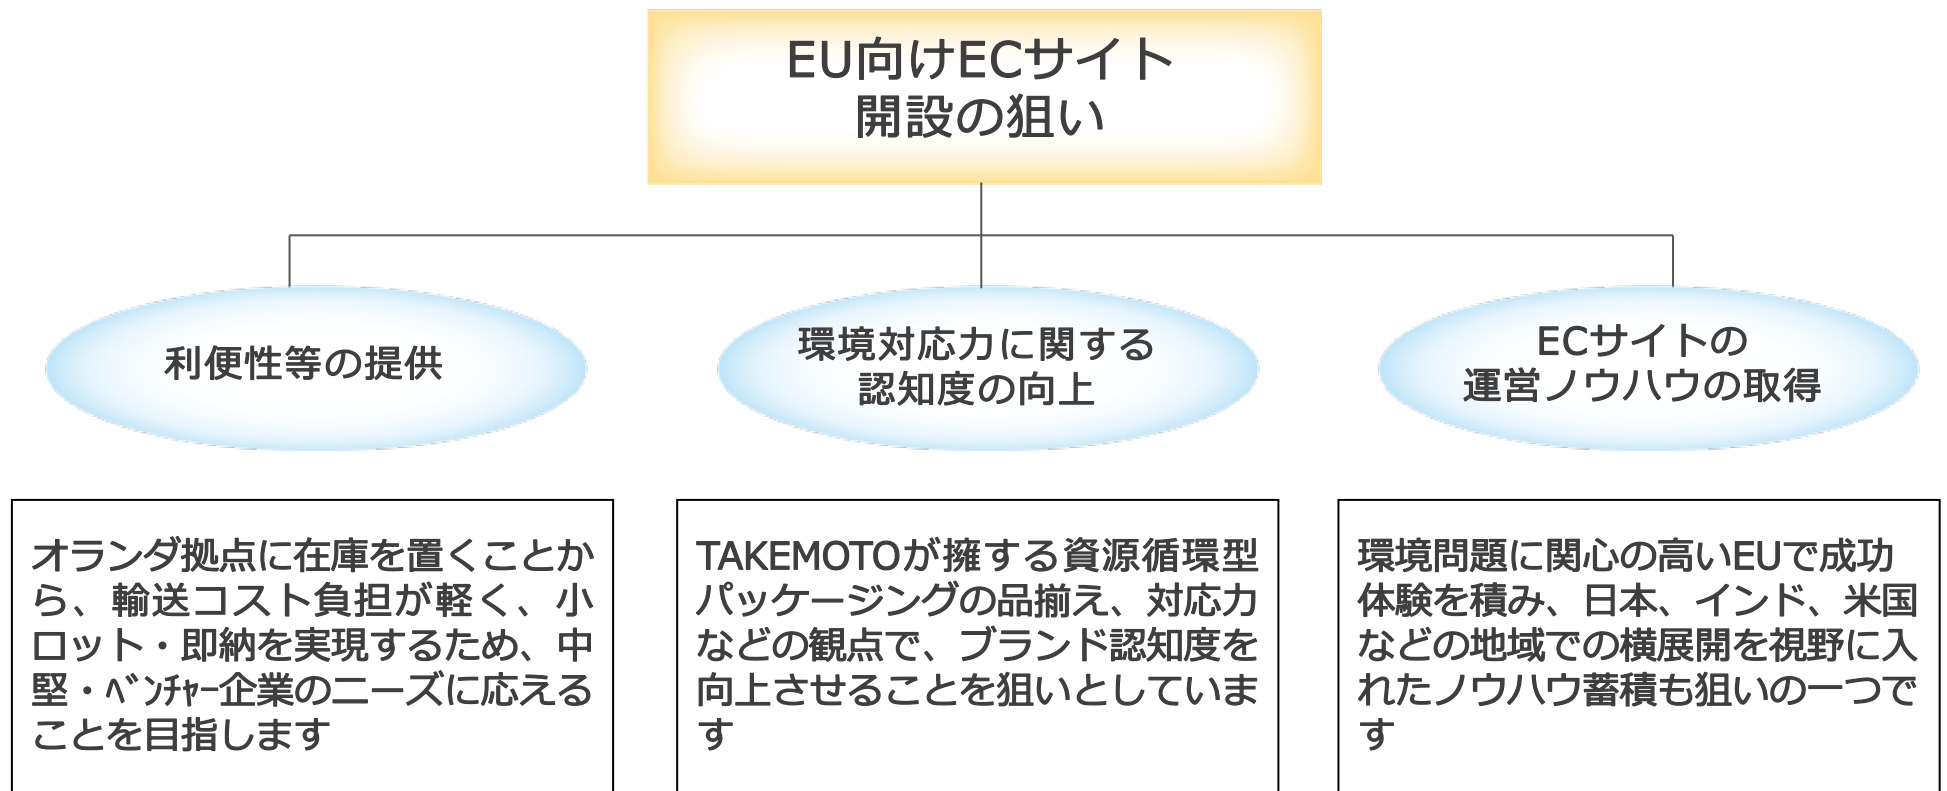 EU向けECサイト
開設の狙い
利便性等の提供
環境対応力に関する
認知度の向上
ECサイトの
運営ノウハウの取得
オランダ拠点に在庫を置くことか
ら、輸送コスト負担が軽く、小
ロット・即納を実現するため、中
堅・ﾍﾞﾝﾁｬｰ企業のニーズに応える
ことを目指します
TAKEMOTOが擁する資源循環型
パッケージングの品揃え、対応力
などの観点で、ブランド認知度を
向上させることを狙いとしていま
す
環境問題に関心の高いEUで成功
体験を積み、日本、インド、米国
などの地域での横展開を視野に入
れたノウハウ蓄積も狙いの一つで
す